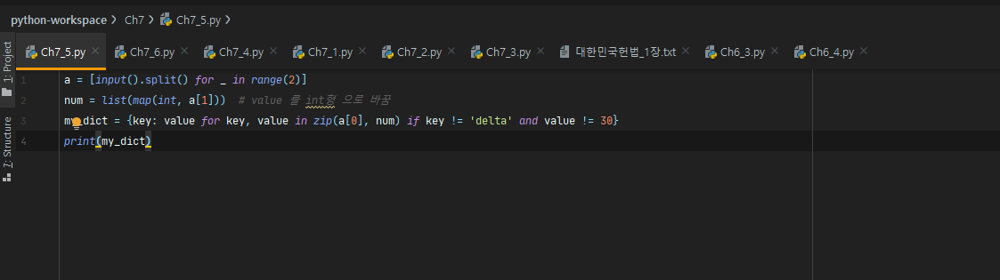 python-workspace > Ch7 > Ch7_5.py >
1: Project
7: Structure
Ch7_5.py × Ch7_6.py × Ch7_4.py × Ch7_1.py × Ch7_2.py × Ch7_3.py × 대한민국헌법_1장.txt × Ch6_3.py × Ch6_4.py ×
1 a = [input().split() for _ in range(2)]
2 num = list(map(int, a[1]))  # value 를 int형 으로 바꿈
3 my_dict = {key: value for key, value in zip(a[0], num) if key != 'delta' and value != 30}
4 print(my_dict)